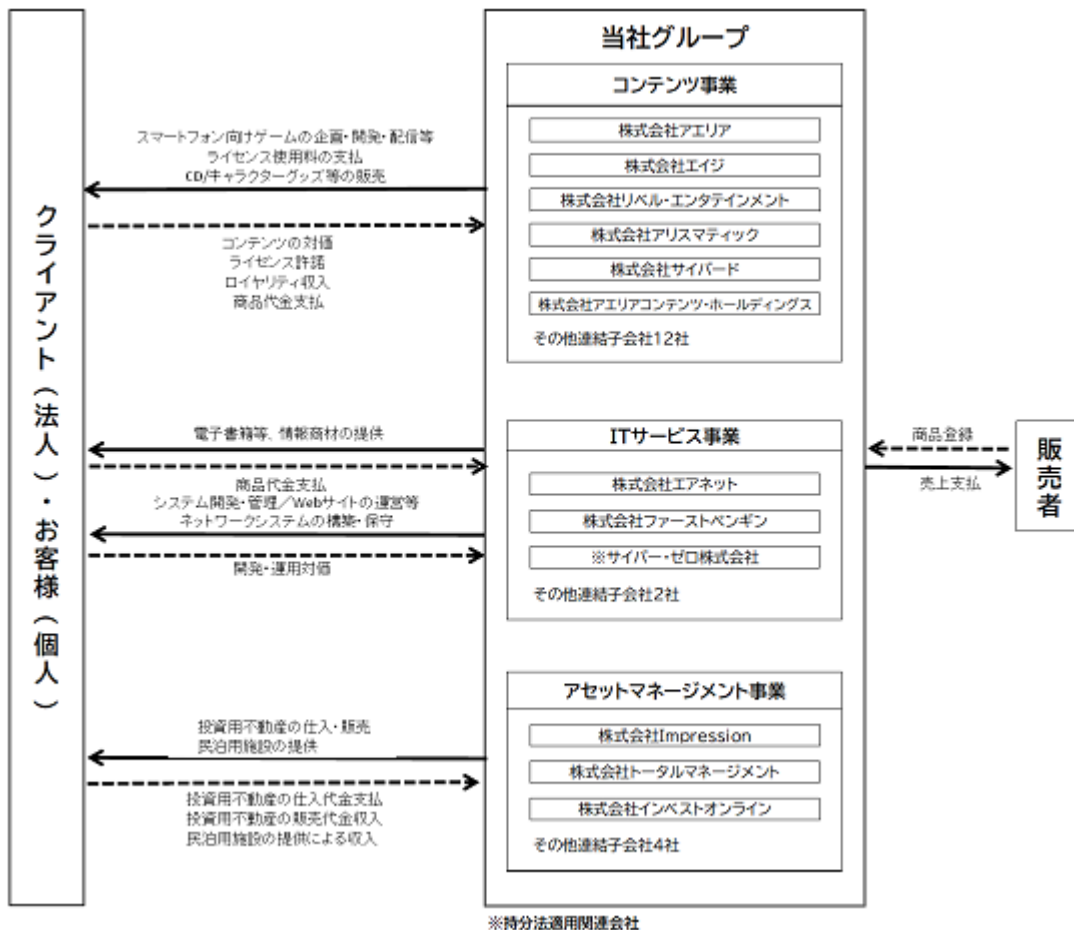 クライアント（法人）・お客様（個人）
スマートフォン向けゲームの企画・開発・配信等
ライセンス使用料の支払
CD/キャラクターグッズ等の販売
コンテンツの対価
ライセンス許諾
ロイヤリティ収入
商品代金支払
電子書籍等、情報商材の提供
商品代金支払
システム開発・管理／Webサイトの運営等
ネットワークシステムの構築・保守
開発・運用対価
投資用不動産の仕入・販売
民泊用施設の提供
投資用不動産の仕入代金支払
投資用不動産の販売代金収入
民泊用施設の提供による収入
当社グループ
コンテンツ事業
株式会社アエリア
株式会社エイジ
株式会社リベル・エンタテインメント
株式会社アリスマティック
株式会社サイバード
株式会社アエリアコンテンツ・ホールディングス
その他連結子会社12社
ITサービス事業
株式会社エアネット
株式会社ファーストペンギン
※サイバー・ゼロ株式会社
その他連結子会社2社
アセットマネージメント事業
株式会社Impression
株式会社トータルマネージメント
株式会社インベストオンライン
その他連結子会社4社
商品登録
売上支払
販売者
※持分法適用関連会社